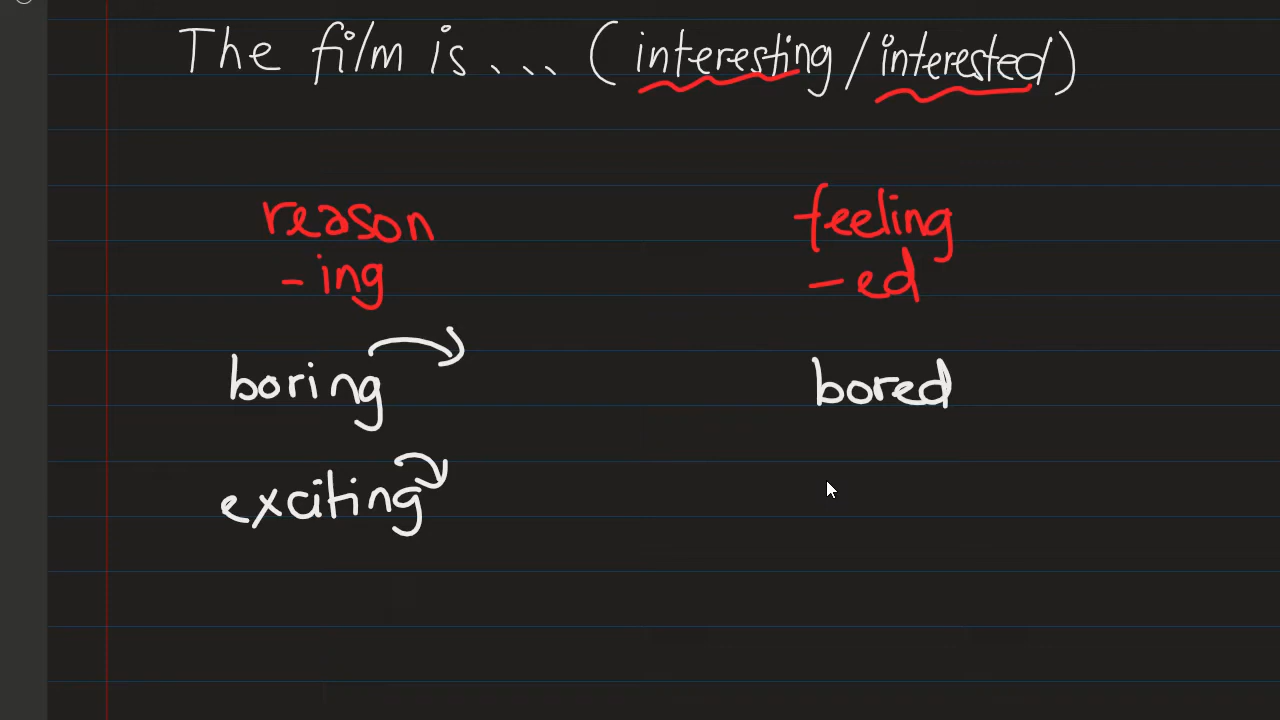 The film is... (interesting/interested)
reason feeling
-ing -ed
boring bored
exciting